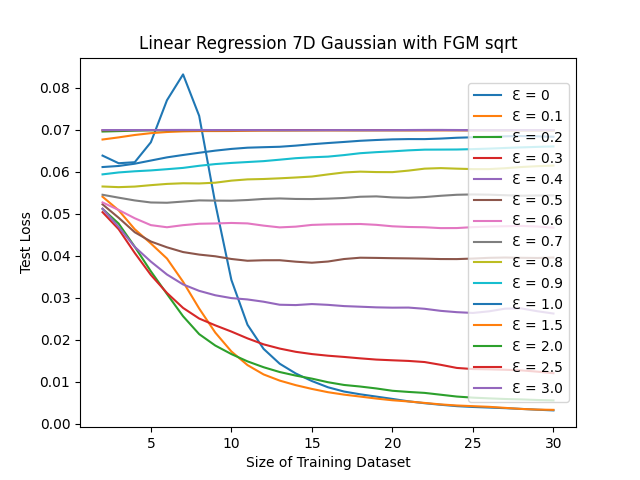 Linear Regression 7D Gaussian with FGM sqrt
Test Loss
0.08
0.07
0.06
0.05
0.04
0.03
0.02
0.01
0.00
5
10
15
20
25
30
Size of Training Dataset
Ɛ = 0
Ɛ = 0.1
Ɛ = 0.2
Ɛ = 0.3
Ɛ = 0.4
Ɛ = 0.5
Ɛ = 0.6
Ɛ = 0.7
Ɛ = 0.8
Ɛ = 0.9
Ɛ = 1.0
Ɛ = 1.5
Ɛ = 2.0
Ɛ = 2.5
Ɛ = 3.0